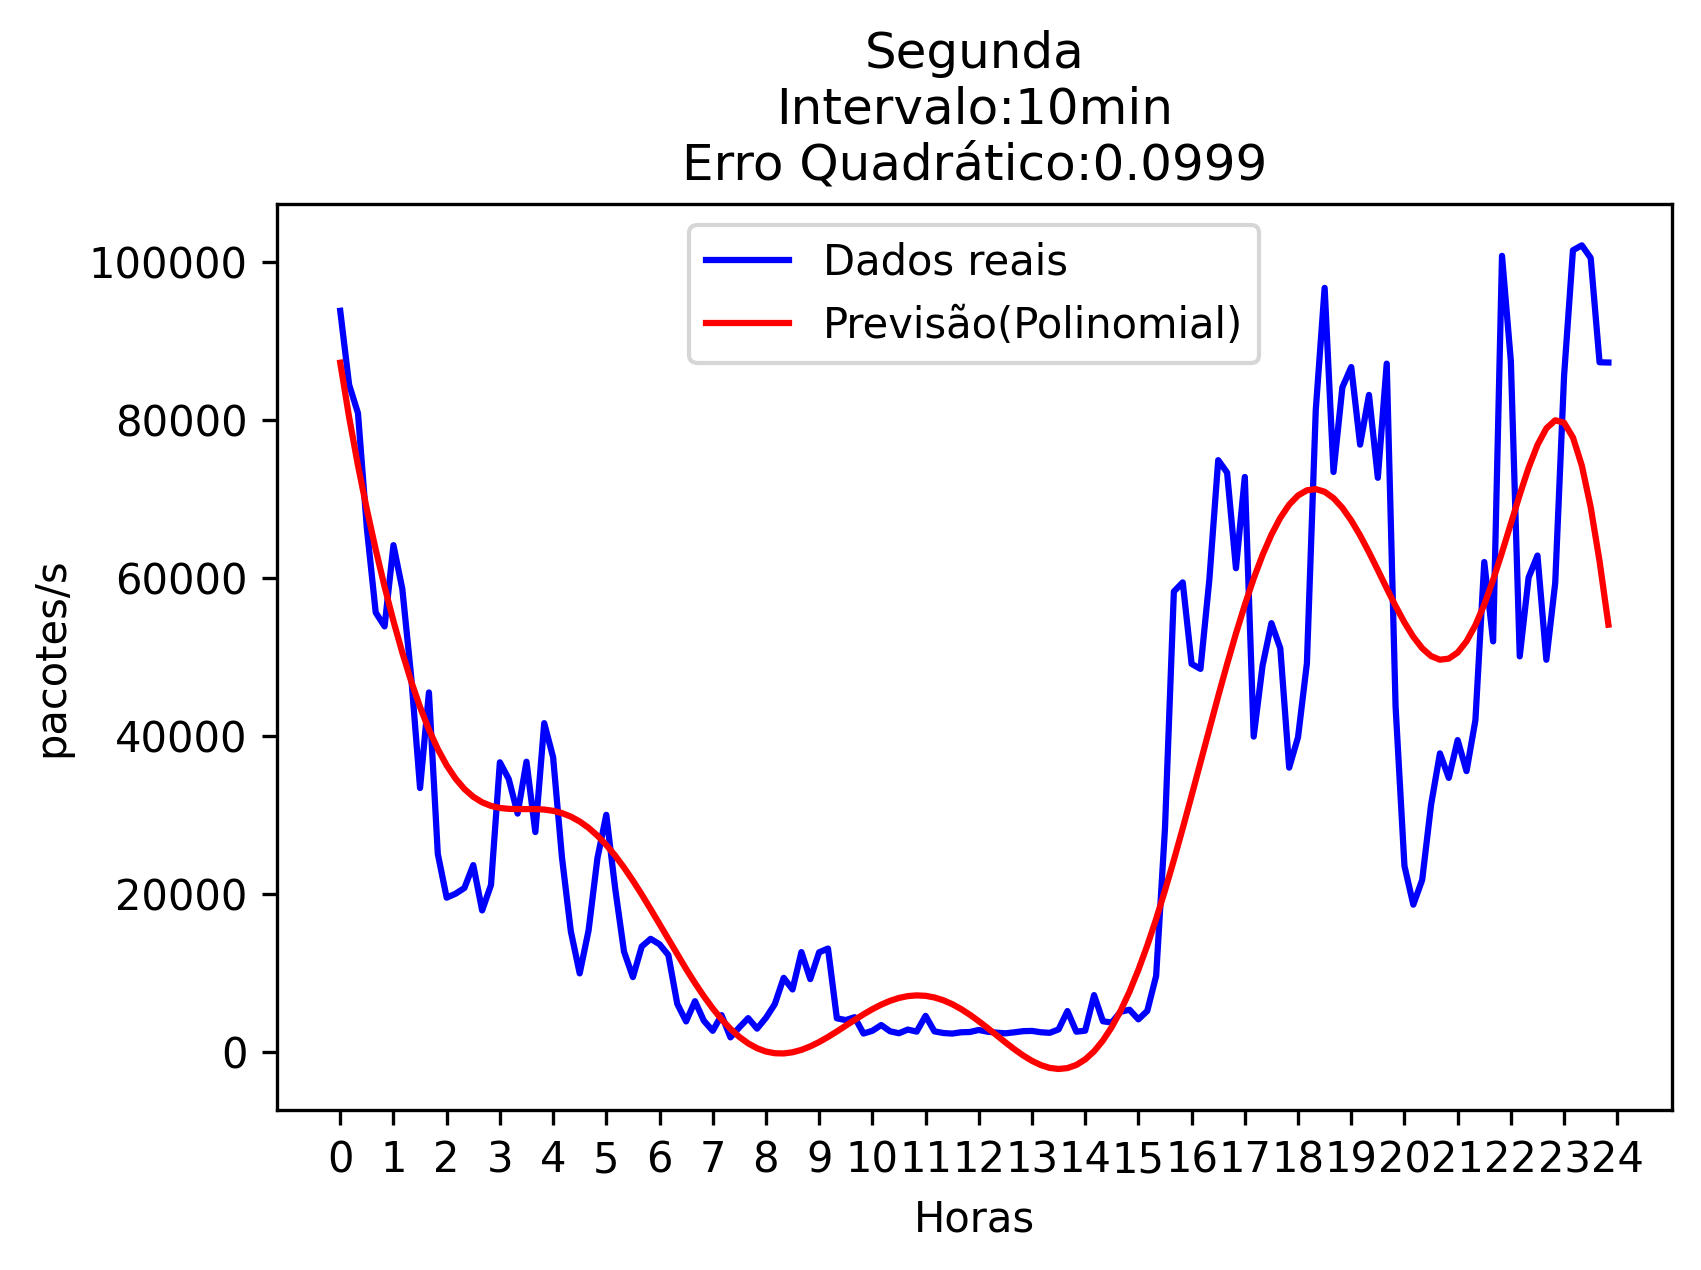 Segunda
Intervalo:10min
Erro Quadrático:0.0999
Dados reais
Previsão(Polinomial)
100000
80000
60000
40000
20000
0
pacotes/s
0 1 2 3 4 5 6 7 8 9 10 11 12 13 14 15 16 17 18 19 20 21 22 23 24
Horas